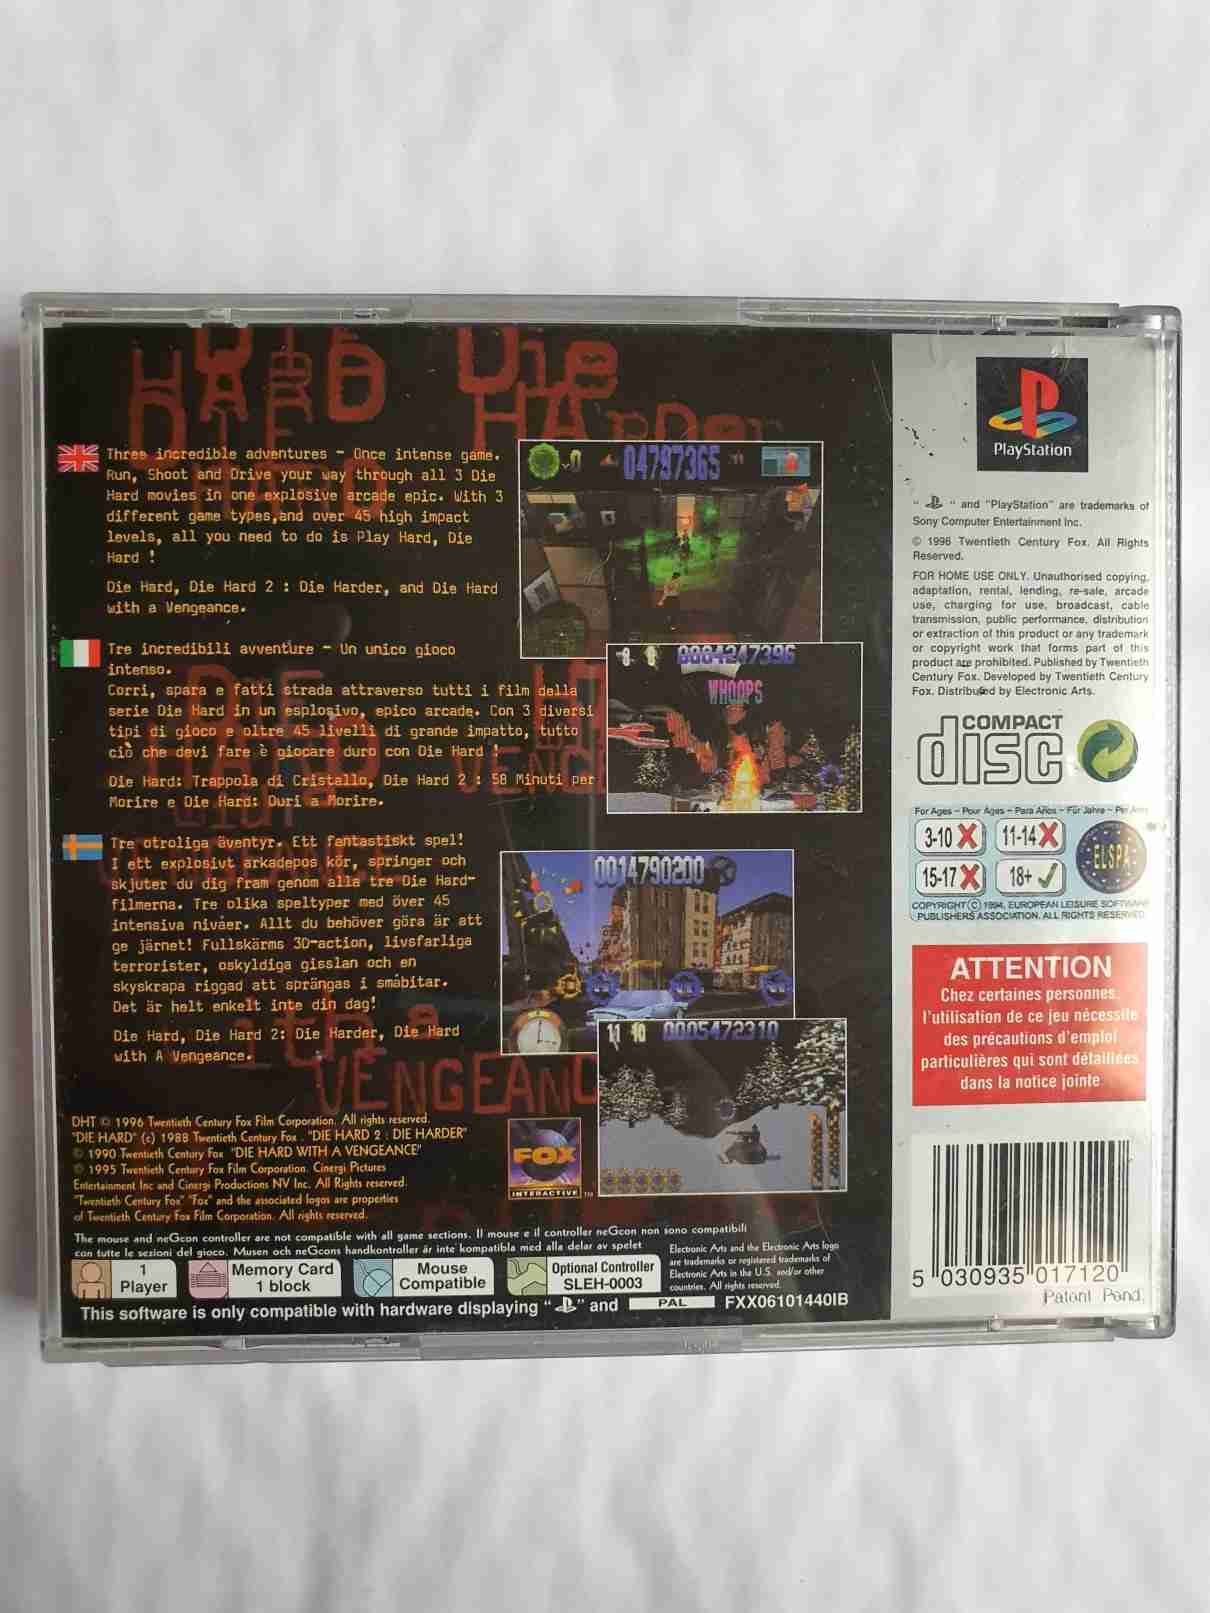 DIE
HARD
DIE
Die
HArDer
Three incredible adventures - Once intense game.
Run, Shoot and Drive your way through all 3 Die
Hard movies in one explosive arcade epic. With 3
different game types,and over 45 high impact
levels, all you need to do is Play Hard, Die
Hard !
Die Hard, Die Hard 2 : Die Harder, and Die Hard
with a Vengeance.
Tre incredibili avventure - Un unico gioco
intenso.
Corri, spara e fatti strada attraverso tutti i film della
serie Die Hard in un esplosivo, epico arcade. Con 3 diversi
tipi di gioco e oltre 45 livelli di grande impatto, tutto
ciò che devi fare è giocare duro con Die Hard !
Die Hard: Trappola di Cristallo, Die Hard 2 : 58 Minuti per
Morire e Die Hard: Duri a Morire.
Tre otroliga äventyr. Ett fantastiskt spel!
I ett explosivt arkadepos kör, springer och
skjuter du dig fram genom alla tre Die Hard-
filmerna. Tre olika speltyper med över 45
intensiva nivåer. Allt du behöver göra är att
ge järnet! Fullskärms 3D-action, livsfarliga
terrorister, oskyldiga gisslan och en
skyskrapa riggad att sprängas i småbitar.
Det är helt enkelt inte din dag!
Die Hard, Die Hard 2: Die Harder, Die Hard
with A Vengeance.
VENGEANC
04797365
0004247396
WHOOPS
0014790200
11 10 0005472310
DHT © 1996 Twentieth Century Fox Film Corporation. All rights reserved.
"DIE HARD" (c) 1988 Twentieth Century Fox . "DIE HARD 2 : DIE HARDER"
© 1990 Twentieth Century Fox "DIE HARD WITH A VENGEANCE"
© 1995 Twentieth Century Fox Film Corporation. Cinergi Pictures
Entertainment Inc and Cinergi Productions NV Inc. All Rights reserved.
"Twentieth Century Fox" "Fox" and the associated logos are properties
of Twentieth Century Fox Film Corporation. All rights reserved.
FOX
INTERACTIVE ™
The mouse and neGcon controller are not compatible with all game sections. Il mouse e il controller neGcon non sono compatibili
con tutte le sezioni del gioco. Musen och neGcons handkontroller är inte kompatibla med alla delar av spelet
1
Player
Memory Card
1 block
Mouse
Compatible
Optional Controller
SLEH-0003
Electronic Arts and the Electronic Arts logo
are trademarks or registered trademarks of
Electronic Arts in the U.S. and/or other
countries. All rights reserved.
This software is only compatible with hardware displaying " " and PAL FXX06101440IB
PlayStation
" " and "PlayStation" are trademarks of
Sony Computer Entertainment Inc.
© 1996 Twentieth Century Fox. All Rights
Reserved.
FOR HOME USE ONLY. Unauthorised copying,
adaptation, rental, lending, re-sale, arcade
use, charging for use, broadcast, cable
transmission, public performance, distribution
or extraction of this product or any trademark
or copyright work that forms part of this
product are prohibited. Published by Twentieth
Century Fox. Developed by Twentieth Century
Fox. Distributed by Electronic Arts.
COMPACT
disc
For Ages – Pour Ages – Para Años – Für Jahre – Per Anni
3-10 11-14
15-17 18+
ELSPA
COPYRIGHT © 1994, EUROPEAN LEISURE SOFTWARE
PUBLISHERS ASSOCIATION. ALL RIGHTS RESERVED.
ATTENTION
Chez certaines personnes,
l'utilisation de ce jeu nécessite
des précautions d'emploi
particulières qui sont détaillées
dans la notice jointe
5 030935 017120
Patent Pend.